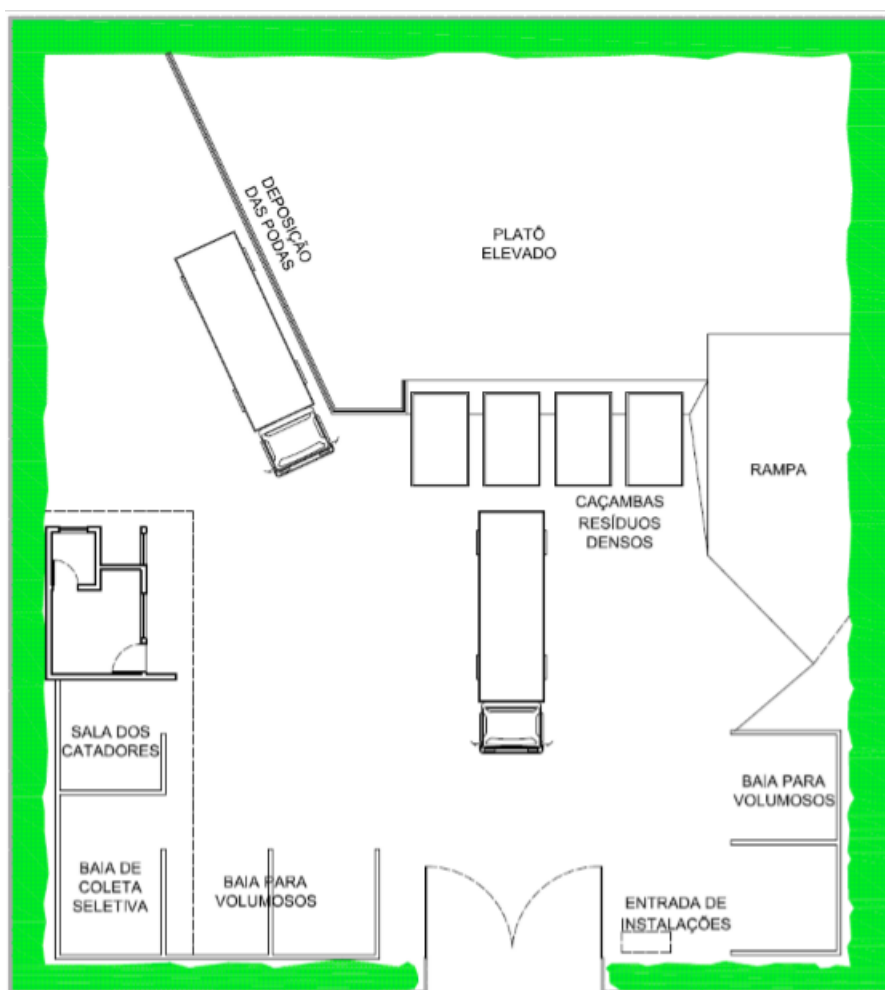 DEPOSIÇÃO
DAS PODAS
PLATÔ
ELEVADO
RAMPA
CAÇAMBAS
RESÍDUOS
DENSOS
SALA DOS
CATADORES
BAIA PARA
VOLUMOSOS
BAIA DE
COLETA
SELETIVA
BAIA PARA
VOLUMOSOS
ENTRADA DE
INSTALAÇÕES